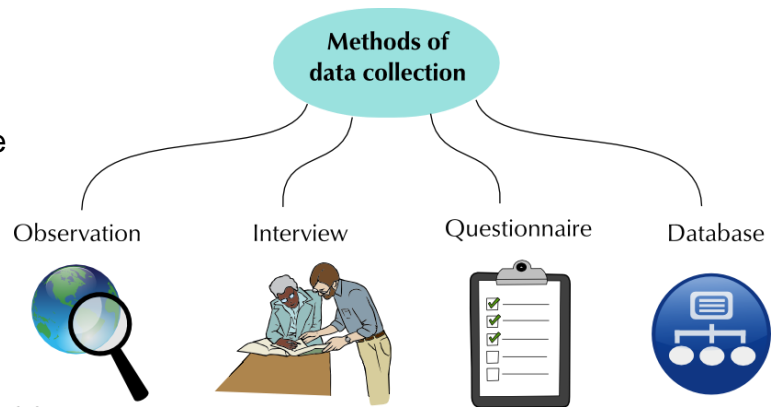 Methods of
data collection
e
Observation
Interview
Questionnaire
Database